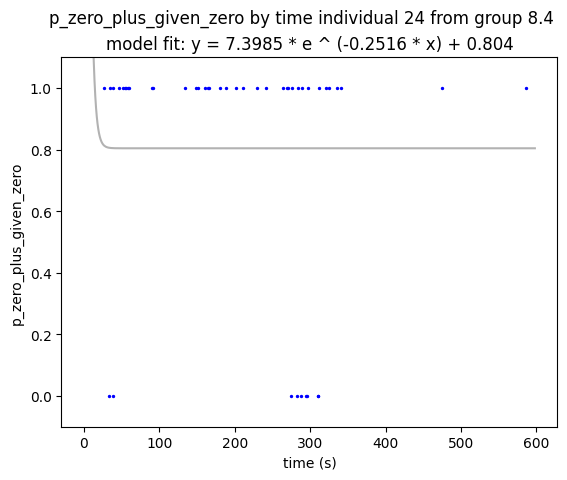 p_zero_plus_given_zero by time individual 24 from group 8.4
model fit: y = 7.3985 * e ^ (-0.2516 * x) + 0.804
1.0
0.8
0.6
0.4
0.2
0.0
p_zero_plus_given_zero
0 100 200 300 400 500 600
time (s)